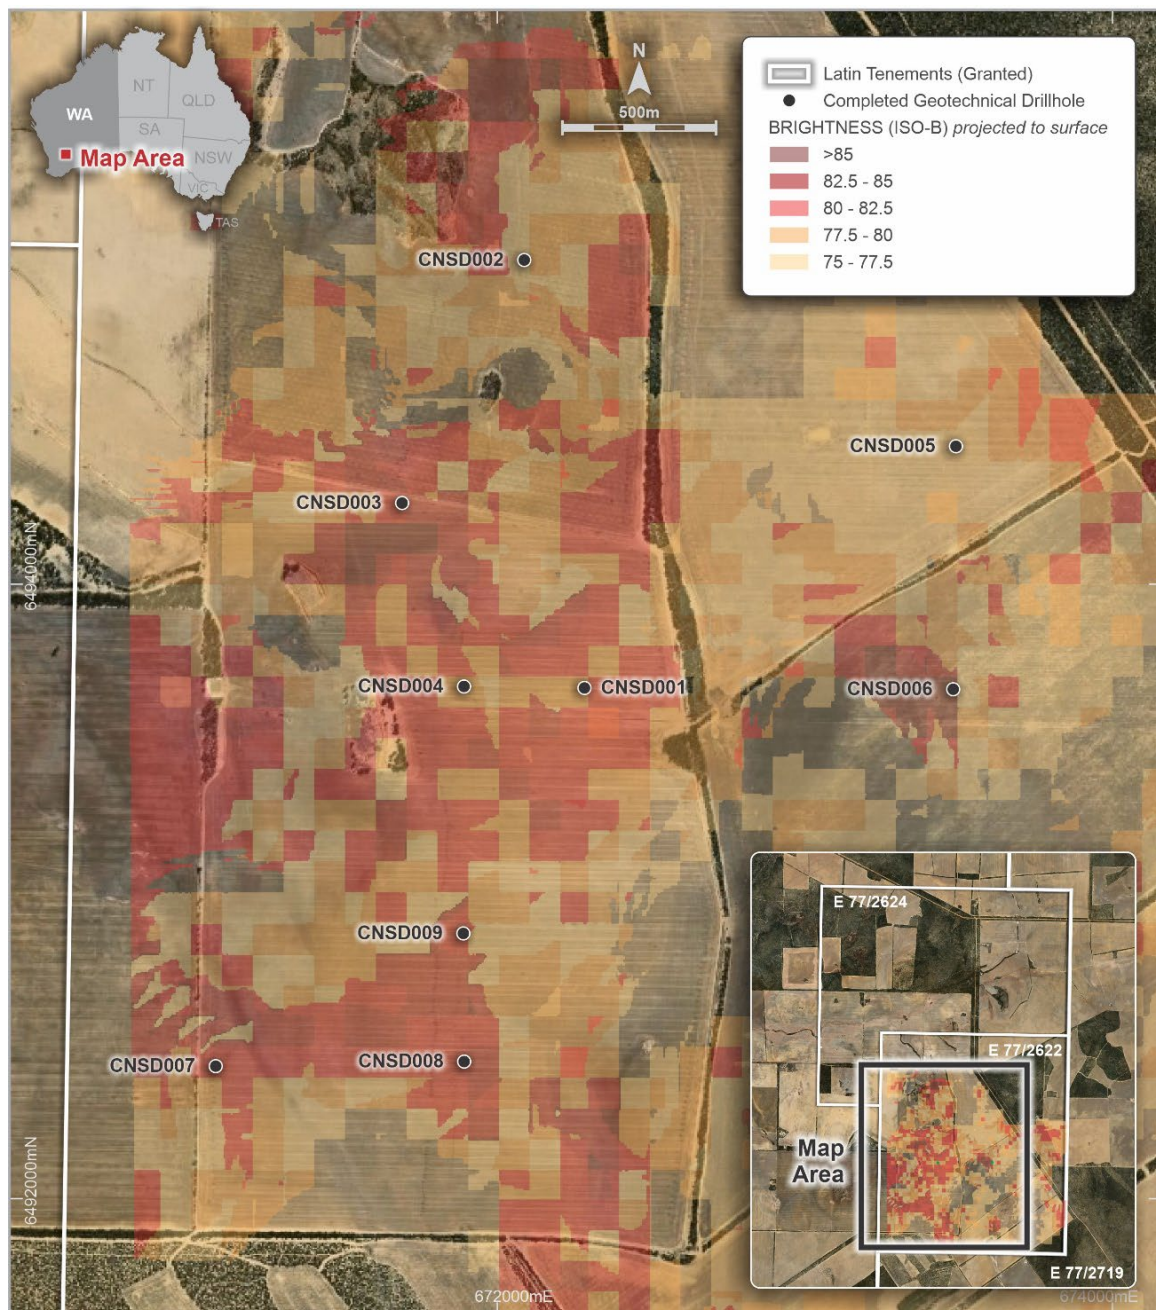 NT
WA
QLD
SA
NSW
VIC
TAS
Map Area
N
500m
Latin Tenements (Granted)
Completed Geotechnical Drillhole
BRIGHTNESS (ISO-B) projected to surface
>85
82.5 - 85
80 - 82.5
77.5 - 80
75 - 77.5
CNSD002
CNSD005
CNSD003
6494000mN
CNSD004
CNSD001
CNSD006
CNSD009
CNSD007
CNSD008
E 77/2624
E 77/2622
Map
Area
E 77/2719
6492000mN
672000mE
674000mE